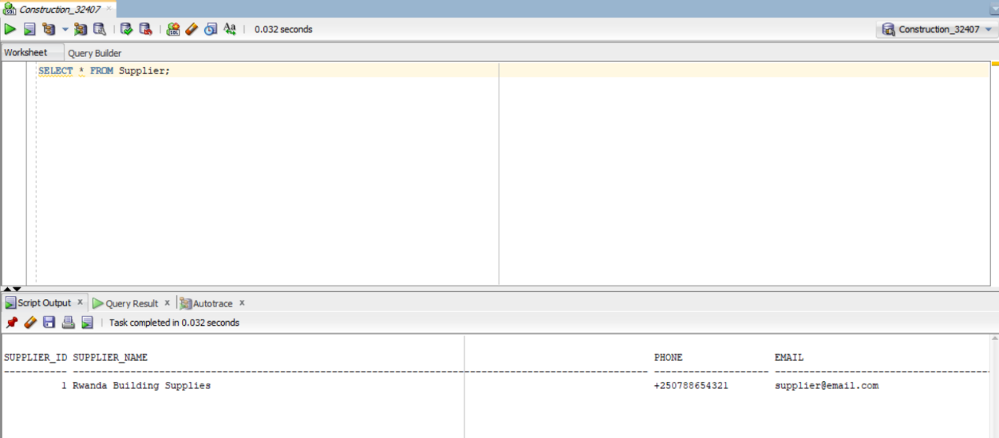 Construction_32407
0.032 seconds
Construction_32407
Worksheet Query Builder
SELECT * FROM Supplier;
Script Output x Query Result x Autotrace x
Task completed in 0.032 seconds
SUPPLIER_ID SUPPLIER_NAME PHONE EMAIL
1 Rwanda Building Supplies +250788654321 supplier@email.com